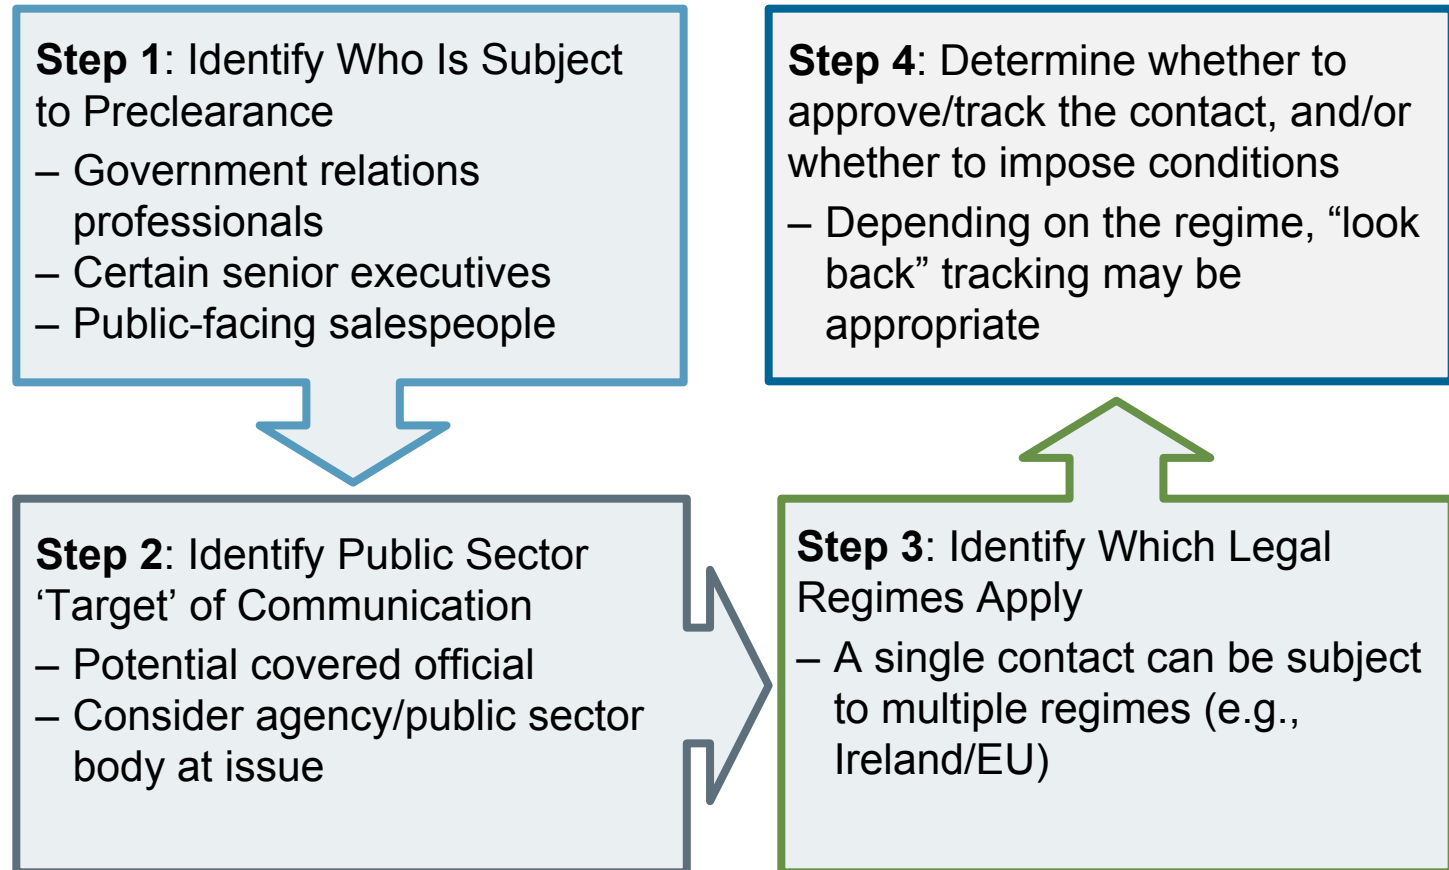 Step 1: Identify Who Is Subject
to Preclearance
– Government relations
professionals
– Certain senior executives
– Public-facing salespeople
Step 2: Identify Public Sector
‘Target’ of Communication
– Potential covered official
– Consider agency/public sector
body at issue
Step 3: Identify Which Legal
Regimes Apply
– A single contact can be subject
to multiple regimes (e.g.,
Ireland/EU)
Step 4: Determine whether to
approve/track the contact, and/or
whether to impose conditions
– Depending on the regime, “look
back” tracking may be
appropriate